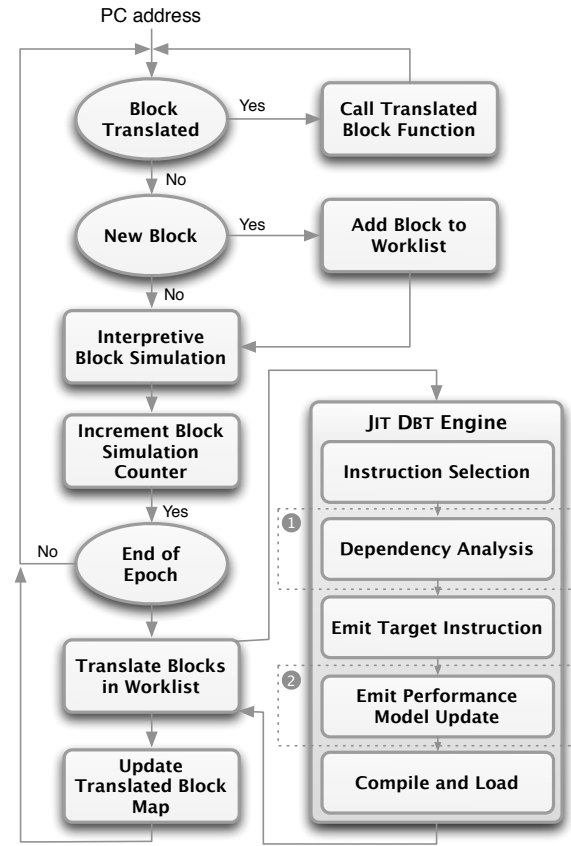 PC address
Block
Translated
Yes
Call Translated
Block Function
No
New Block
Yes
Add Block to
Worklist
No
Interpretive
Block Simulation
Increment Block
Simulation
Counter
Yes
No
End of
Epoch
Translate Blocks
in Worklist
Update
Translated Block
Map
JIT DBT Engine
Instruction Selection
1
Dependency Analysis
Emit Target Instruction
2
Emit Performance
Model Update
Compile and Load